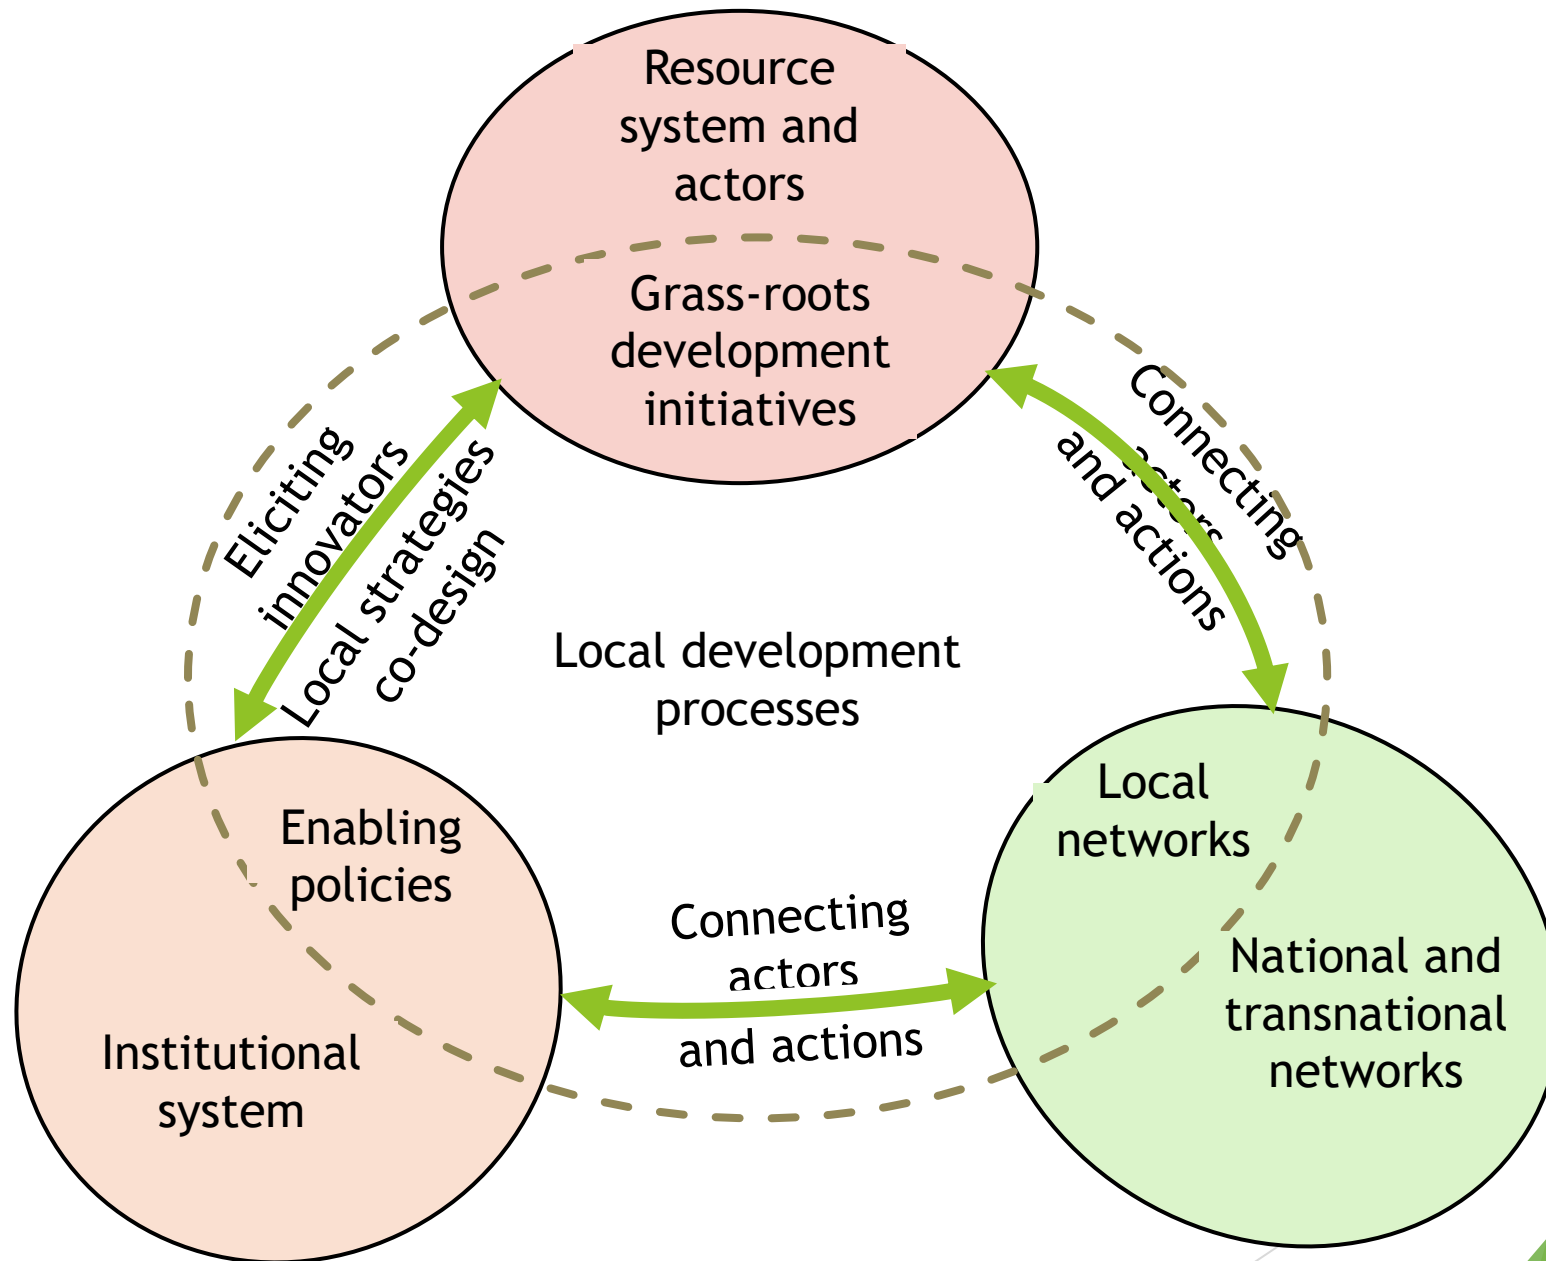 Resource
system and
actors
Grass-roots
development
initiatives
Eliciting
innovators
Local strategies
co-design
Connecting
actors
and actions
Local development
processes
Enabling
policies
Institutional
system
Connecting
actors
and actions
Local
networks
National and
transnational
networks